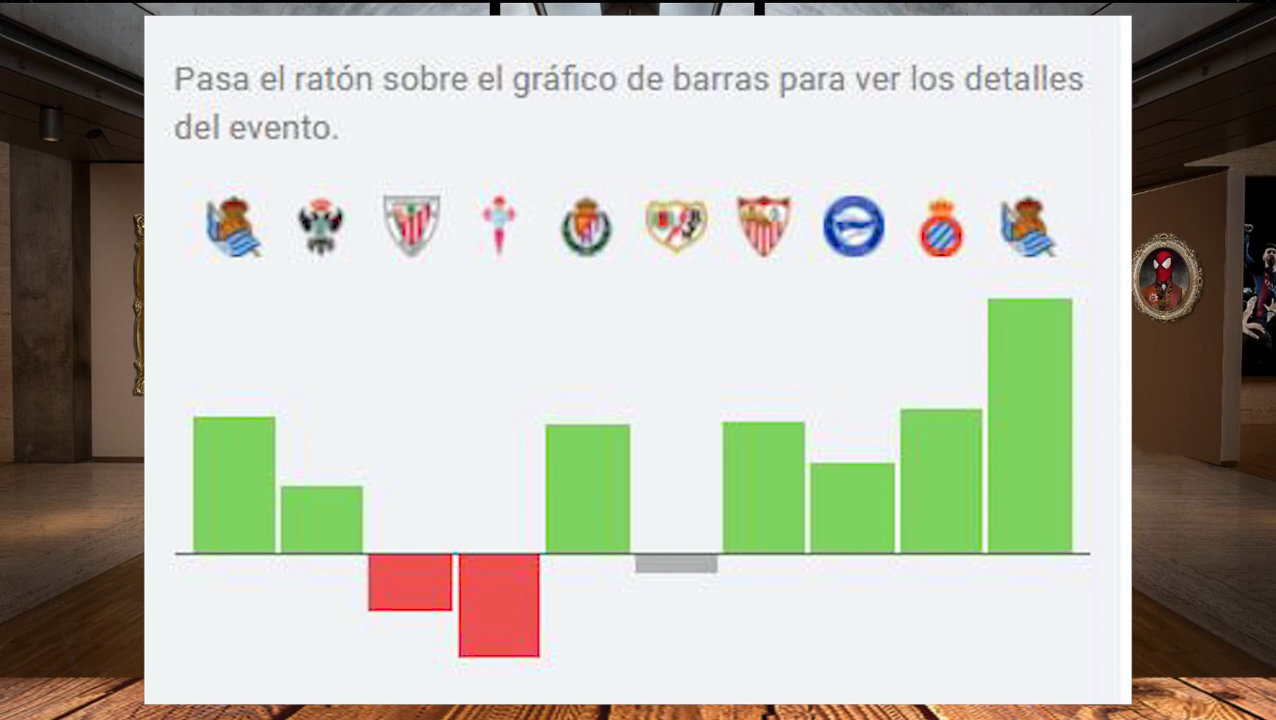 Pasa el ratón sobre el gráfico de barras para ver los detalles
del evento.